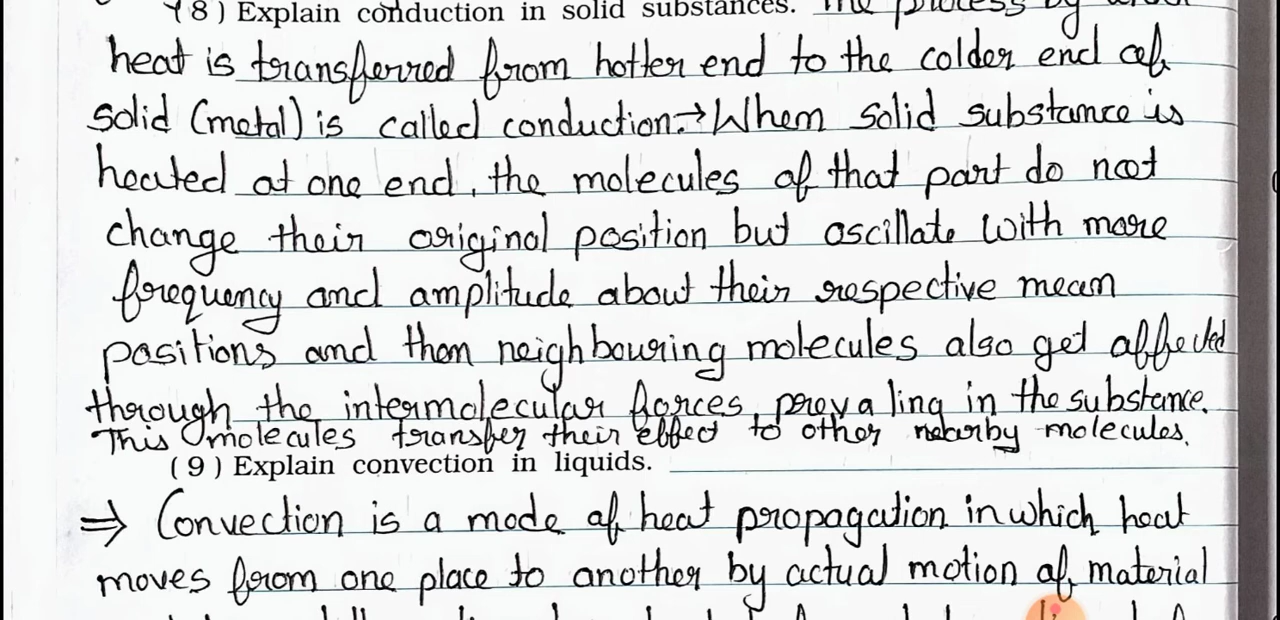 (8) Explain conduction in solid substances. The process by which
heat is transferred from hotter end to the colder end of
solid (metal) is called conduction.→When solid substance is
heated at one end, the molecules of that part do not
change their original position but oscillate with more
frequency and amplitude about their respective mean
positions and then neighbouring molecules also get affected
through the intermolecular forces, prevaling in the substance.
This molecules transfer their effect to other nearby molecules.
(9) Explain convection in liquids.
⇒ Convection is a mode of heat propagation in which heat
moves from one place to another by actual motion of material